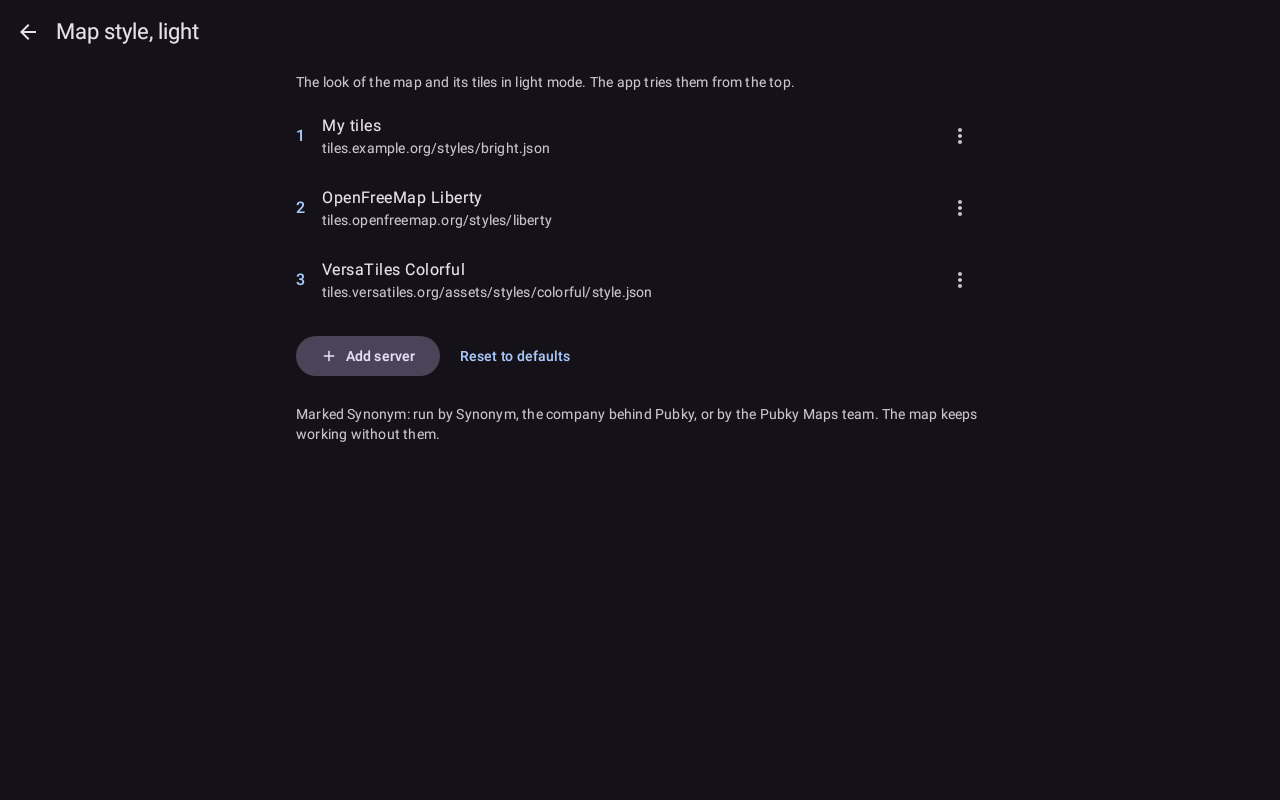 Map style, light
The look of the map and its tiles in light mode. The app tries them from the top.
1
My tiles
tiles.example.org/styles/bright.json
2
OpenFreeMap Liberty
tiles.openfreemap.org/styles/liberty
3
VersaTiles Colorful
tiles.versatiles.org/assets/styles/colorful/style.json
Add server
Reset to defaults
Marked Synonym: run by Synonym, the company behind Pubky, or by the Pubky Maps team. The map keeps
working without them.